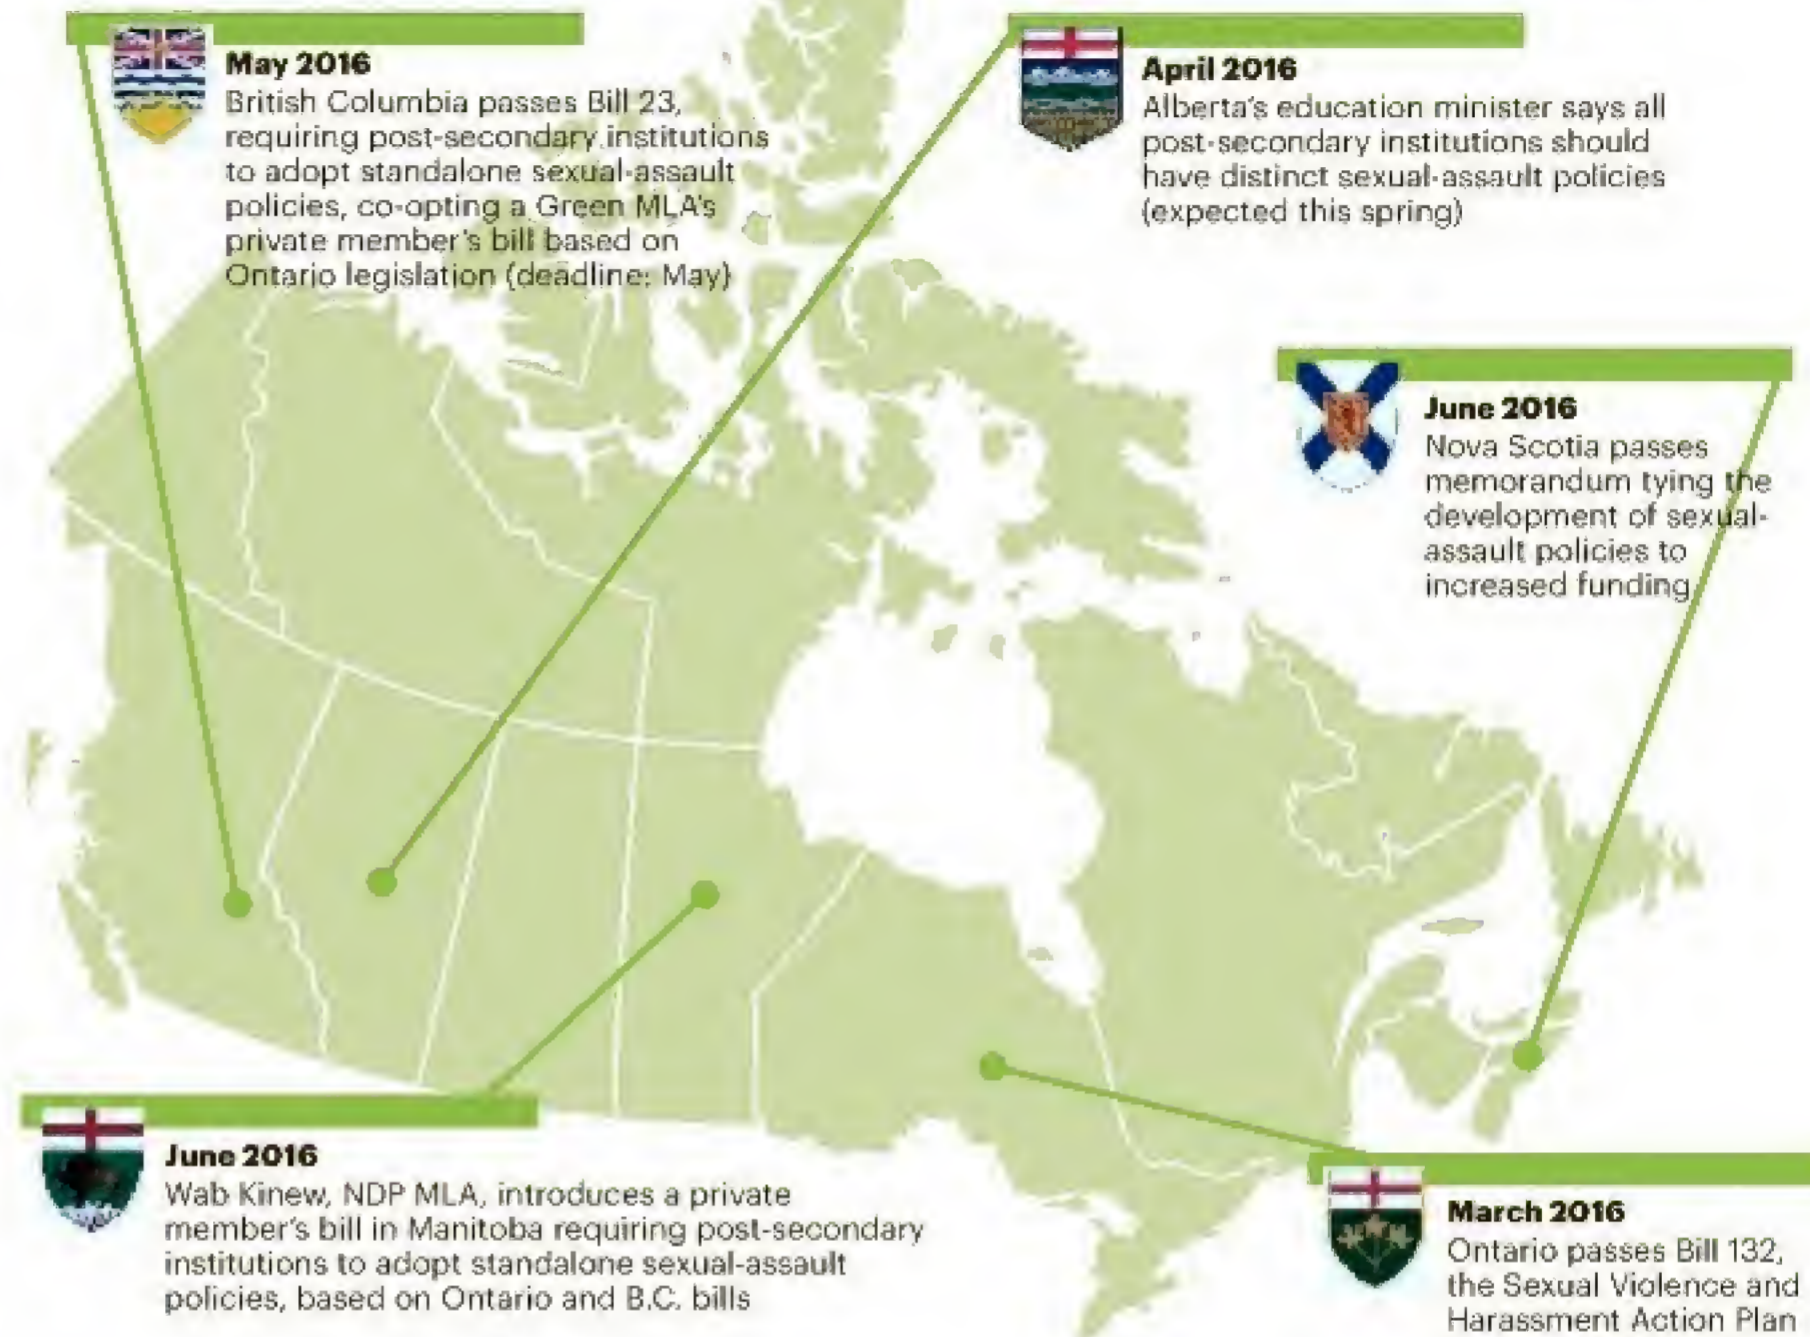 May 2016
British Columbia passes Bill 23,
requiring post-secondary institutions
to adopt standalone sexual-assault
policies, co-opting a Green MLA's
private member's bill based on
Ontario legislation (deadline: May)
April 2016
Alberta's education minister says all
post-secondary institutions should
have distinct sexual-assault policies
(expected this spring)
June 2016
Nova Scotia passes
memorandum tying the
development of sexual-
assault policies to
increased funding
June 2016
Wab Kinew, NDP MLA, introduces a private
member's bill in Manitoba requiring post-secondary
institutions to adopt standalone sexual-assault
policies, based on Ontario and B.C. bills
March 2016
Ontario passes Bill 132,
the Sexual Violence and
Harassment Action Plan